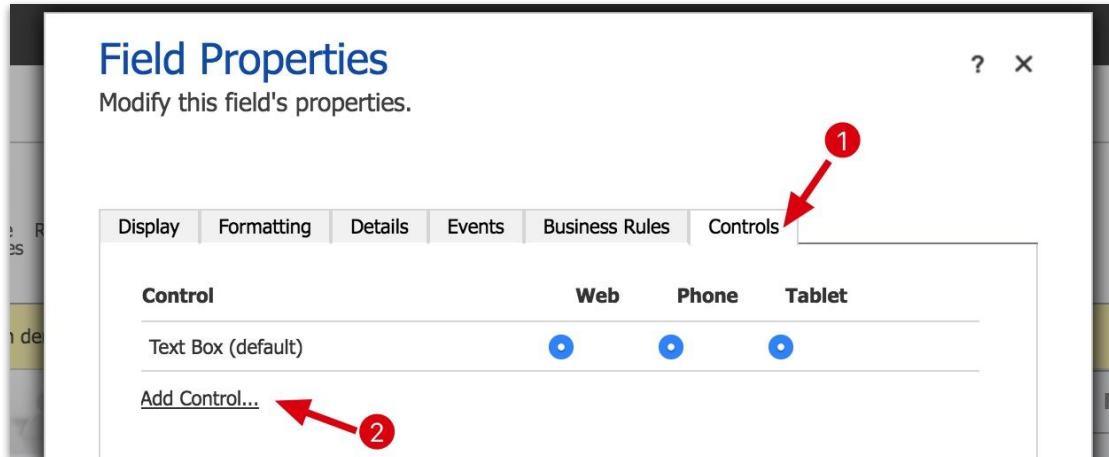 Field Properties
? ×
Modify this field's properties.
1
Display Formatting Details Events Business Rules Controls
Control Web Phone Tablet
Text Box (default)
Add Control...
2